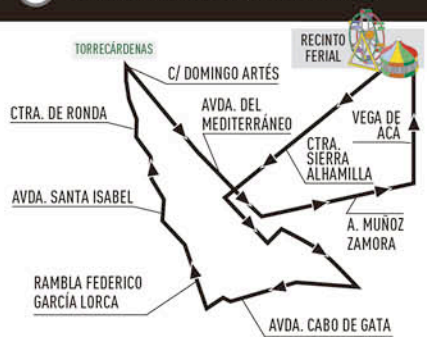 TORRECÁRDENAS
RECINTO
FERIAL
C/ DOMINGO ARTÉS
CTRA. DE RONDA
AVDA. DEL
MEDITERRÁNEO
VEGA DE
ACA
CTRA.
SIERRA
ALHAMILLA
AVDA. SANTA ISABEL
A. MUÑOZ
ZAMORA
RAMBLA FEDERICO
GARCÍA LORCA
AVDA. CABO DE GATA